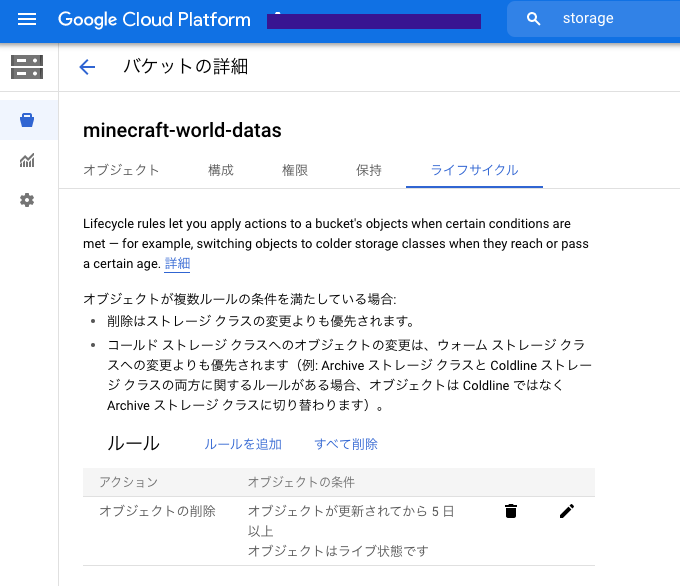 Google Cloud Platform
storage
バケットの詳細
minecraft-world-datas
オブジェクト 構成 権限 保持 ライフサイクル
Lifecycle rules let you apply actions to a bucket's objects when certain conditions are
met — for example, switching objects to colder storage classes when they reach or pass
a certain age. 詳細
オブジェクトが複数ルールの条件を満たしている場合:
• 削除はストレージ クラスの変更よりも優先されます。
• コールド ストレージ クラスへのオブジェクトの変更は、ウォーム ストレージ クラ
スへの変更よりも優先されます（例: Archive ストレージ クラスと Coldline ストレー
ジ クラスの両方に関するルールがある場合、オブジェクトは Coldline ではなく
Archive ストレージ クラスに切り替わります）。
ルール ルールを追加 すべて削除
アクション オブジェクトの条件
オブジェクトの削除 オブジェクトが更新されてから 5 日
以上
オブジェクトはライブ状態です